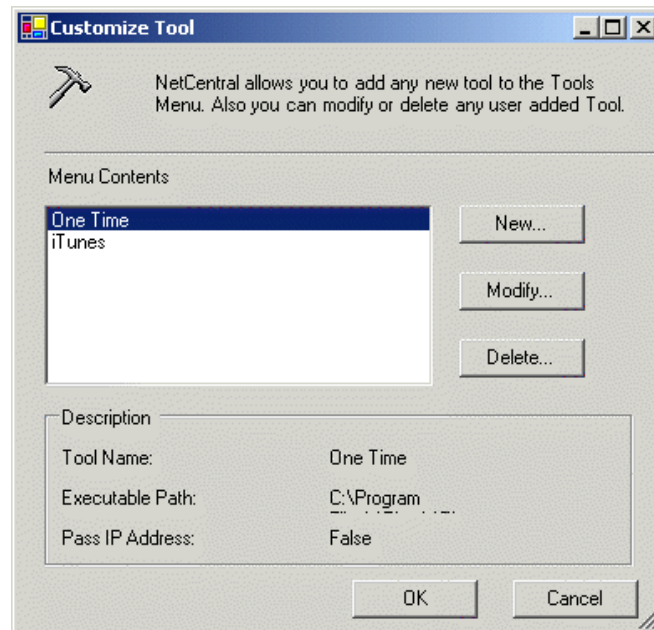 Customize Tool
NetCentral allows you to add any new tool to the Tools
Menu. Also you can modify or delete any user added Tool.
Menu Contents
One Time
iTunes
New...
Modify...
Delete...
Description
Tool Name: One Time
Executable Path: C:\Program
Pass IP Address: False
OK Cancel